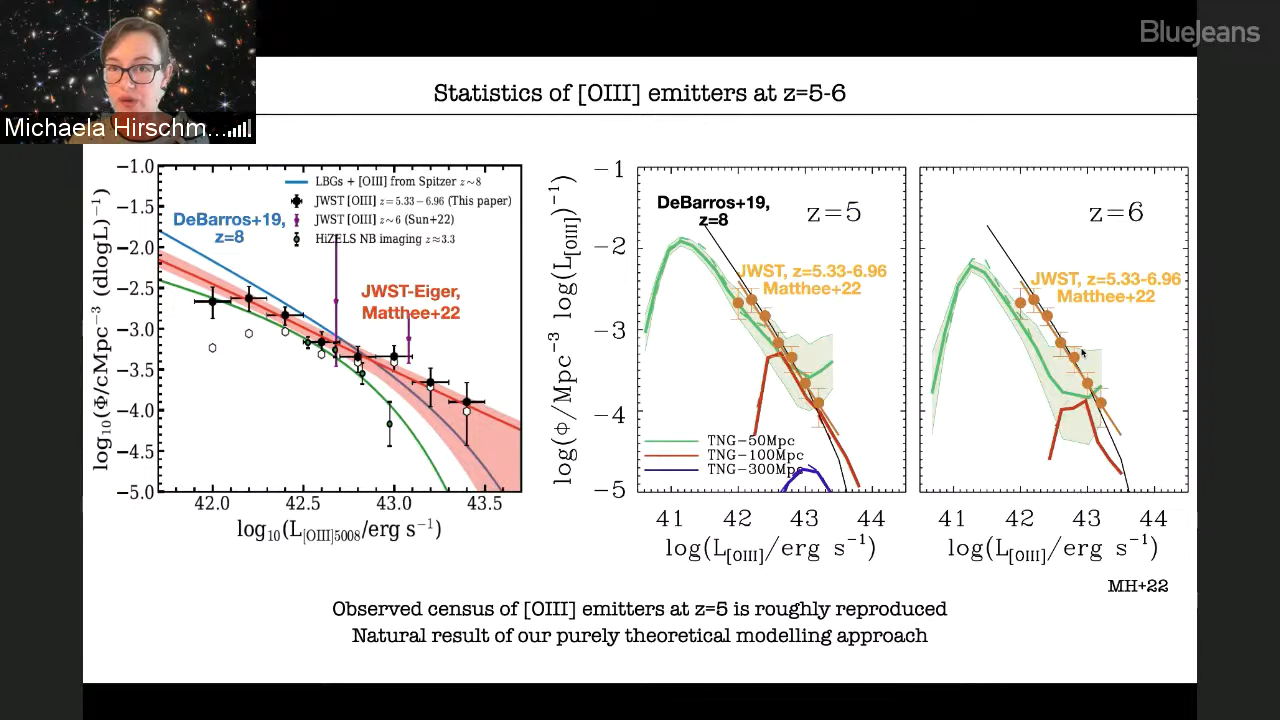 BlueJeans
Michaela Hirschm...
Statistics of [OIII] emitters at z=5-6
LBGs + [OIII] from Spitzer z~8
JWST [OIII] z=5.33−6.96 (This paper)
JWST [OIII] z~6 (Sun+22)
HiZELS NB imaging z≈3.3
DeBarros+19,
z=8
JWST-Eiger,
Matthee+22
−1.0
−1.5
−2.0
−2.5
−3.0
−3.5
−4.0
−4.5
−5.0
log₁₀(Φ/cMpc⁻³ (dlogL)⁻¹)
42.0 42.5 43.0 43.5
log₁₀(L[OIII]5008/erg s⁻¹)
−1
−2
−3
−4
−5
log(Φ/Mpc⁻³ log(L[OIII])⁻¹)
DeBarros+19,
z=8
z=5
JWST, z=5.33-6.96
Matthee+22
TNG−50Mpc
TNG−100Mpc
TNG−300Mpc
41 42 43 44
log(L[OIII]/erg s⁻¹)
z=6
JWST, z=5.33-6.96
Matthee+22
41 42 43 44
log(L[OIII]/erg s⁻¹)
MH+22
Observed census of [OIII] emitters at z=5 is roughly reproduced
Natural result of our purely theoretical modelling approach